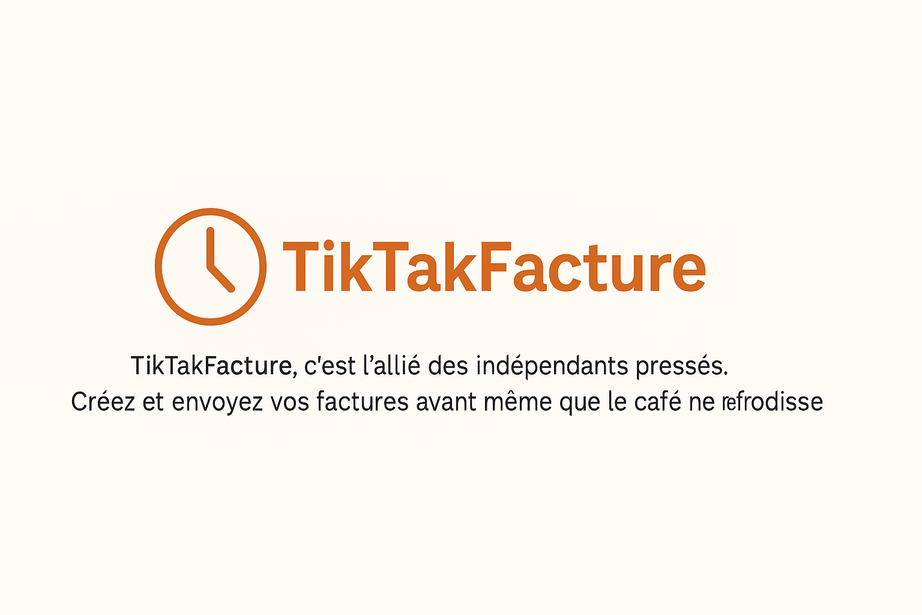 TikTakFacture
TikTakFacture, c'est l’allié des indépendants pressés.
Créez et envoyez vos factures avant même que le café ne refrodisse